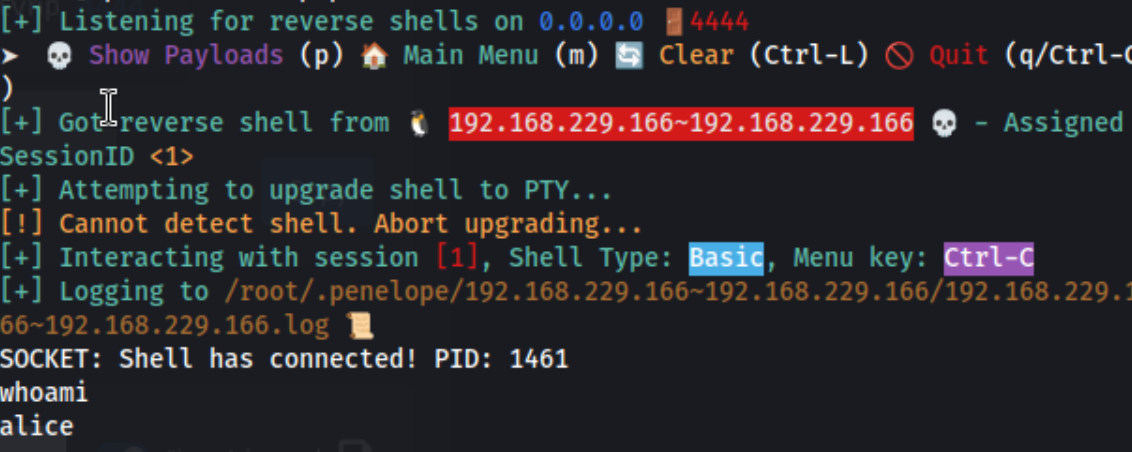 [+] Listening for reverse shells on 0.0.0.0 🚪4444
➤ 💀 Show Payloads (p) 🏠 Main Menu (m) 🔄 Clear (Ctrl-L) 🚫 Quit (q/Ctrl-C
)
[+] Got reverse shell from 🐧 192.168.229.166~192.168.229.166 💀 - Assigned
SessionID <1>
[+] Attempting to upgrade shell to PTY...
[!] Cannot detect shell. Abort upgrading...
[+] Interacting with session [1], Shell Type: Basic, Menu key: Ctrl-C
[+] Logging to /root/.penelope/192.168.229.166~192.168.229.166/192.168.229.1
66~192.168.229.166.log 📜
SOCKET: Shell has connected! PID: 1461
whoami
alice